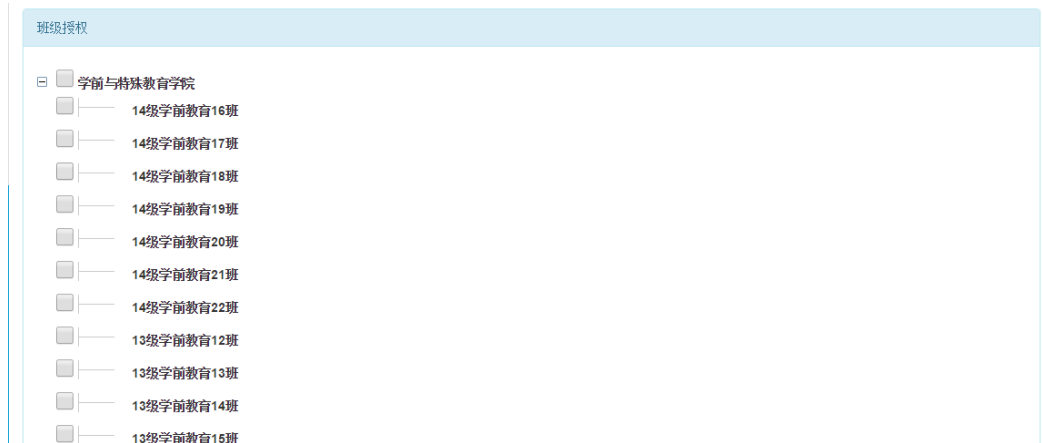 班级授权
学前与特殊教育学院
14级学前教育16班
14级学前教育17班
14级学前教育18班
14级学前教育19班
14级学前教育20班
14级学前教育21班
14级学前教育22班
13级学前教育12班
13级学前教育13班
13级学前教育14班
13级学前教育15班